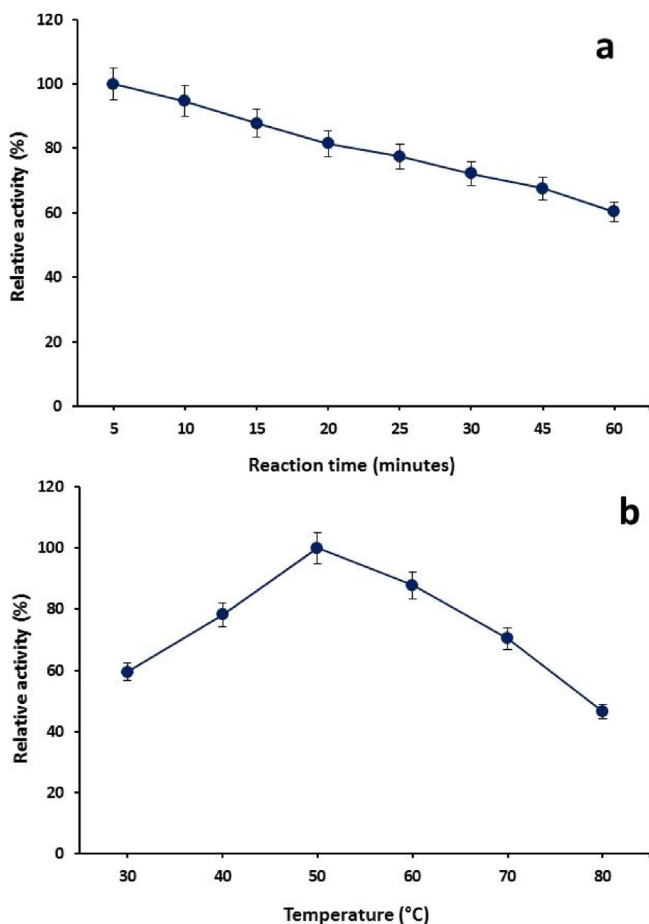 a
120
100
80
60
40
20
0
Relative activity (%)
5 10 15 20 25 30 45 60
Reaction time (minutes)
b
120
100
80
60
40
20
0
Relative activity (%)
30 40 50 60 70 80
Temperature (°C)